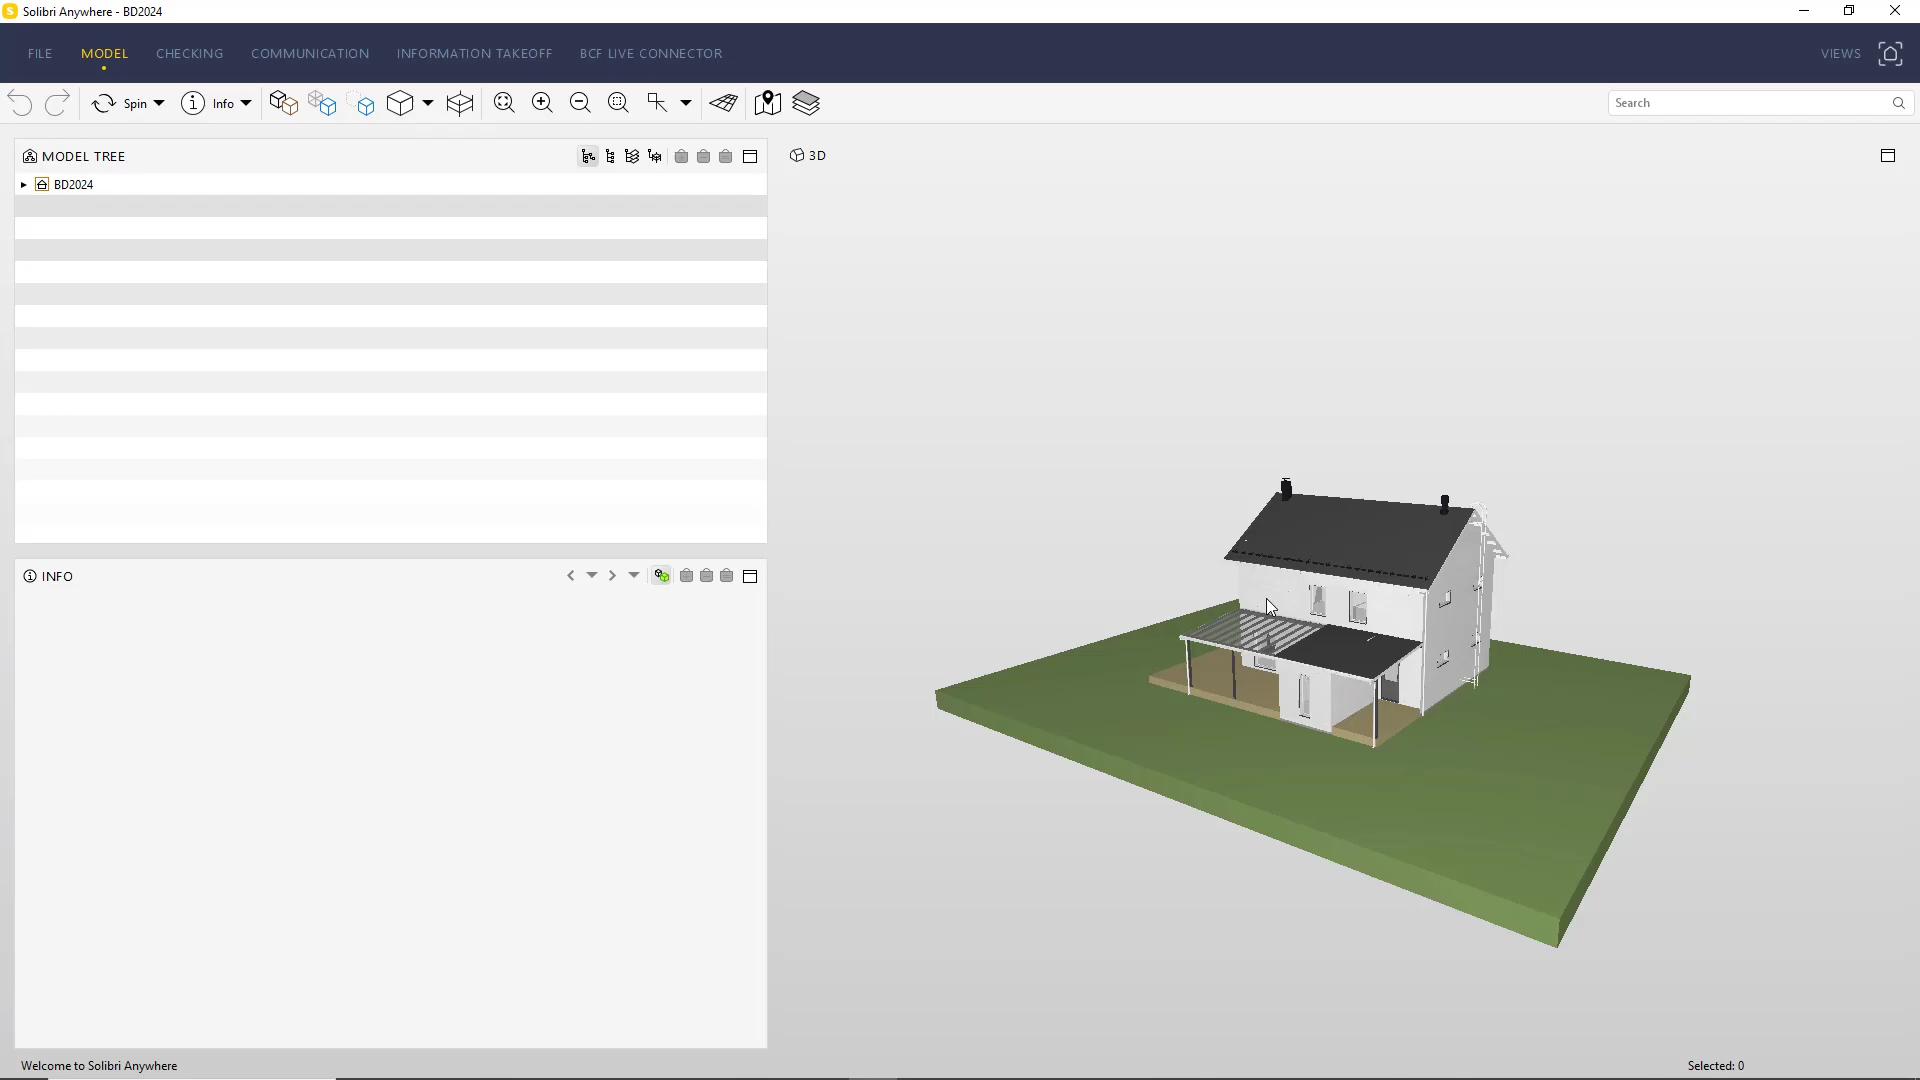 Solibri Anywhere - BD2024
FILE
MODEL
CHECKING
COMMUNICATION
INFORMATION TAKEOFF
BCF LIVE CONNECTOR
VIEWS
Spin
Info
Search
MODEL TREE
BD2024
3D
INFO
Welcome to Solibri Anywhere
Selected: 0